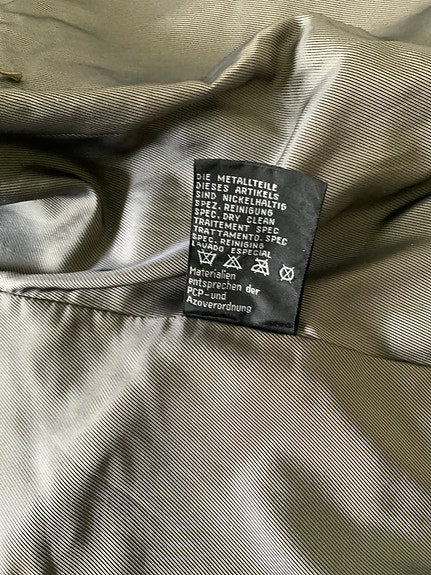 DIE METALLTEILE
DIESES ARTIKELS
SIND NICKELHALTIG
SPEZ. REINIGUNG
SPEC. DRY CLEAN
TRAITEMENT SPEC
TRATTAMENTO. SPEC
SPEC. REINIGING
LAVADO ESPECIAL
Materialien
entsprechen der
PCP-und
Azoverordnung